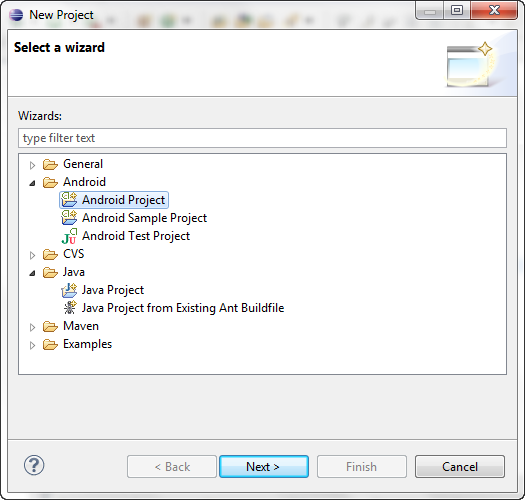 New Project
Select a wizard
Wizards:
type filter text
General
Android
Android Project
Android Sample Project
Android Test Project
CVS
Java
Java Project
Java Project from Existing Ant Buildfile
Maven
Examples
< Back
Next >
Finish
Cancel